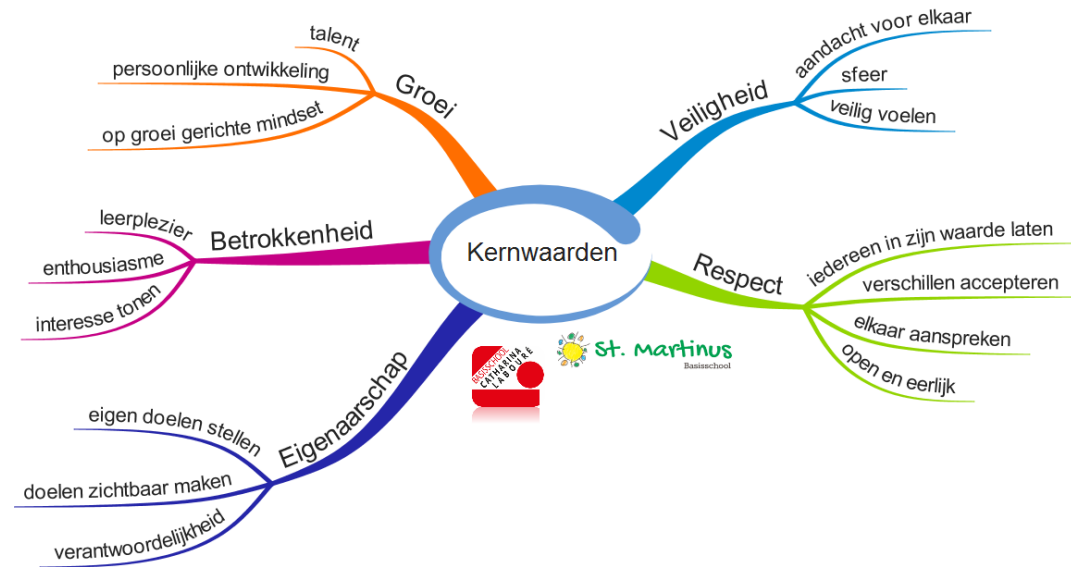 Kernwaarden
Veiligheid
aandacht voor elkaar
sfeer
veilig voelen
Respect
iedereen in zijn waarde laten
verschillen accepteren
elkaar aanspreken
open en eerlijk
Groei
talent
persoonlijke ontwikkeling
op groei gerichte mindset
Betrokkenheid
leerplezier
enthousiasme
interesse tonen
Eigenaarschap
eigen doelen stellen
doelen zichtbaar maken
verantwoordelijkheid
BASISSCHOOL
CATHARINA
LABOURÉ
St. Martinus
Basisschool